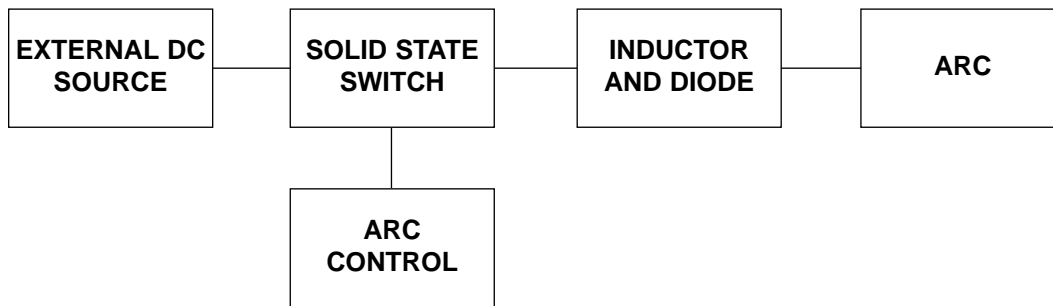 EXTERNAL DC
SOURCE
SOLID STATE
SWITCH
INDUCTOR
AND DIODE
ARC
ARC
CONTROL